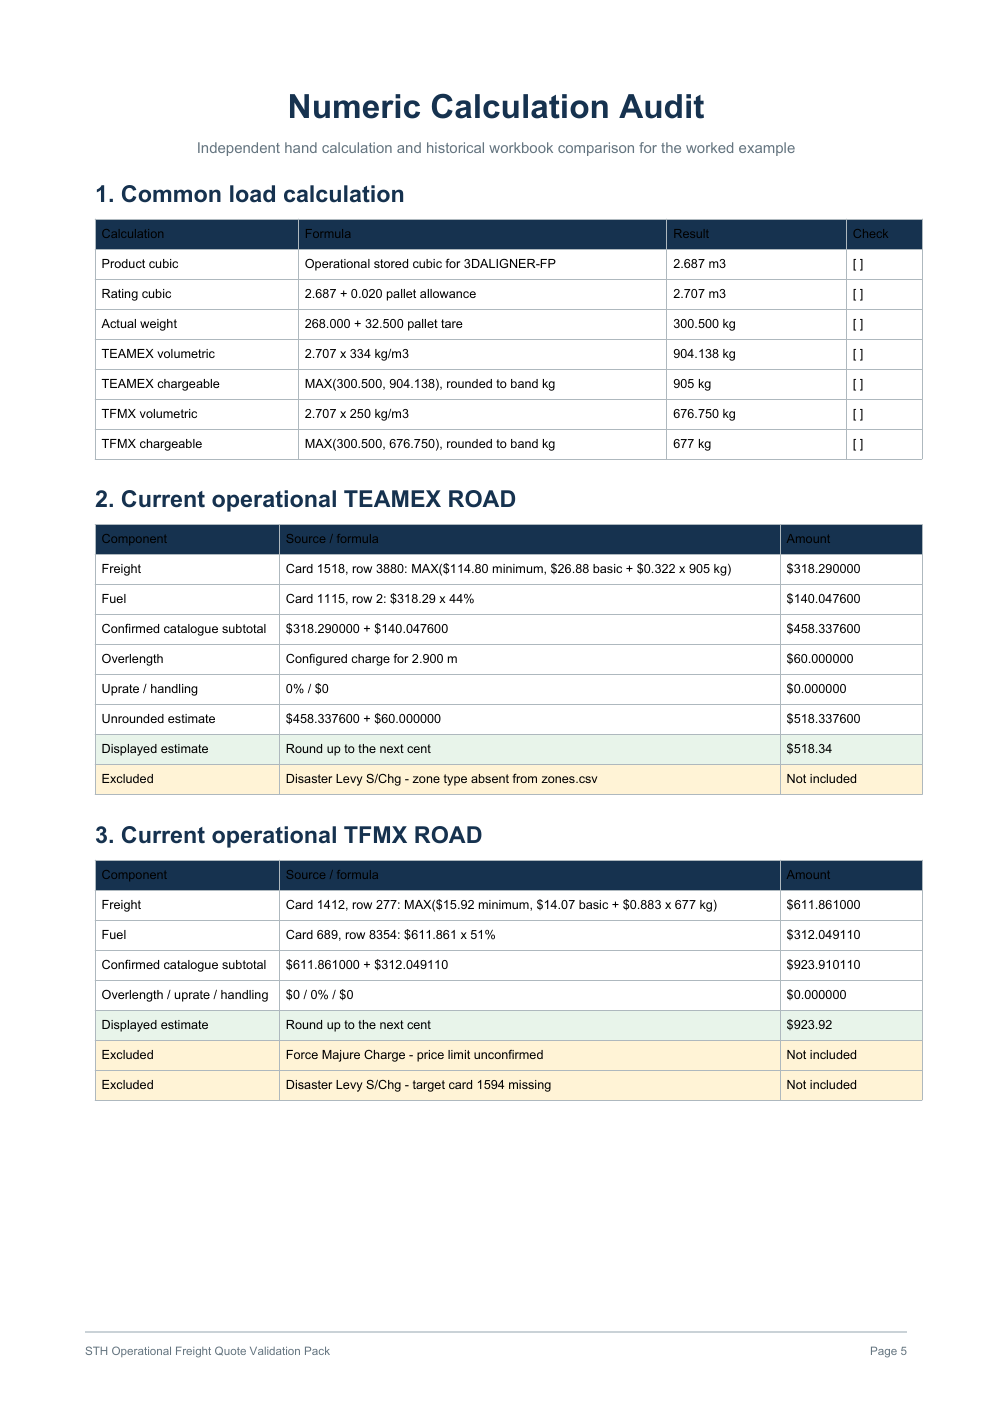 Numeric Calculation Audit
Independent hand calculation and historical workbook comparison for the worked example
1. Common load calculation
Calculation Formula Result Check
Product cubic Operational stored cubic for 3DALIGNER-FP 2.687 m3 [ ]
Rating cubic 2.687 + 0.020 pallet allowance 2.707 m3 [ ]
Actual weight 268.000 + 32.500 pallet tare 300.500 kg [ ]
TEAMEX volumetric 2.707 x 334 kg/m3 904.138 kg [ ]
TEAMEX chargeable MAX(300.500, 904.138), rounded to band kg 905 kg [ ]
TFMX volumetric 2.707 x 250 kg/m3 676.750 kg [ ]
TFMX chargeable MAX(300.500, 676.750), rounded to band kg 677 kg [ ]
2. Current operational TEAMEX ROAD
Component Source / formula Amount
Freight Card 1518, row 3880: MAX($114.80 minimum, $26.88 basic + $0.322 x 905 kg) $318.290000
Fuel Card 1115, row 2: $318.29 x 44% $140.047600
Confirmed catalogue subtotal $318.290000 + $140.047600 $458.337600
Overlength Configured charge for 2.900 m $60.000000
Uprate / handling 0% / $0 $0.000000
Unrounded estimate $458.337600 + $60.000000 $518.337600
Displayed estimate Round up to the next cent $518.34
Excluded Disaster Levy S/Chg - zone type absent from zones.csv Not included
3. Current operational TFMX ROAD
Component Source / formula Amount
Freight Card 1412, row 277: MAX($15.92 minimum, $14.07 basic + $0.883 x 677 kg) $611.861000
Fuel Card 689, row 8354: $611.861 x 51% $312.049110
Confirmed catalogue subtotal $611.861000 + $312.049110 $923.910110
Overlength / uprate / handling $0 / 0% / $0 $0.000000
Displayed estimate Round up to the next cent $923.92
Excluded Force Majure Charge - price limit unconfirmed Not included
Excluded Disaster Levy S/Chg - target card 1594 missing Not included
STH Operational Freight Quote Validation Pack Page 5